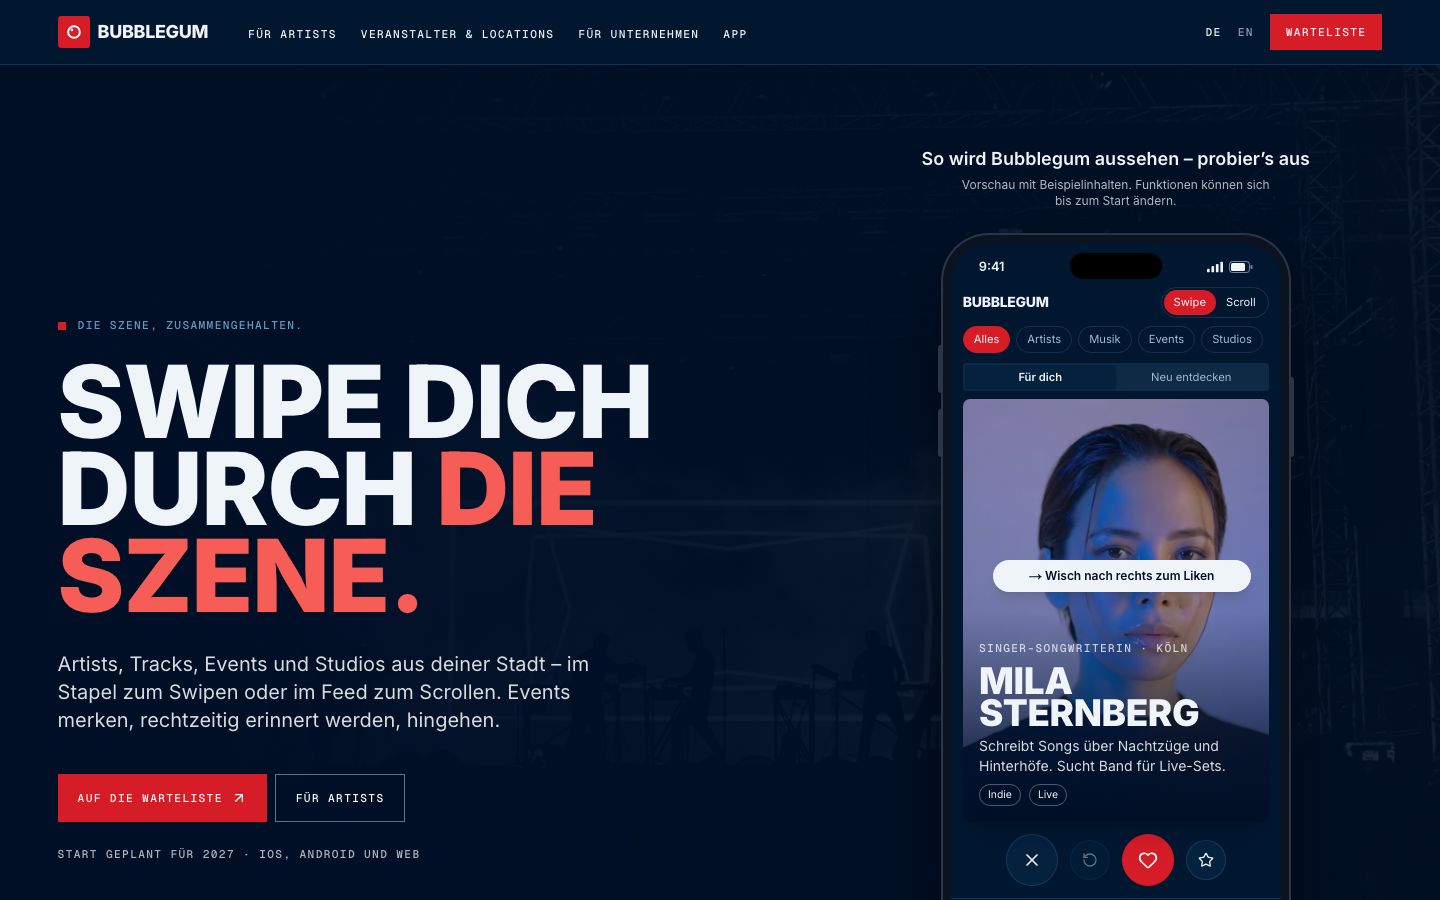 BUBBLEGUM
FÜR ARTISTS
VERANSTALTER & LOCATIONS
FÜR UNTERNEHMEN
APP
DE
EN
WARTELISTE
DIE SZENE, ZUSAMMENGEHALTEN.
SWIPE DICH
DURCH DIE
SZENE.
Artists, Tracks, Events und Studios aus deiner Stadt – im
Stapel zum Swipen oder im Feed zum Scrollen. Events
merken, rechtzeitig erinnert werden, hingehen.
AUF DIE WARTELISTE
FÜR ARTISTS
START GEPLANT FÜR 2027 · IOS, ANDROID UND WEB
So wird Bubblegum aussehen – probier’s aus
Vorschau mit Beispielinhalten. Funktionen können sich
bis zum Start ändern.
9:41
BUBBLEGUM
Swipe
Scroll
Alles
Artists
Musik
Events
Studios
Für dich
Neu entdecken
→ Wisch nach rechts zum Liken
SINGER-SONGWRITERIN · KÖLN
MILA
STERNBERG
Schreibt Songs über Nachtzüge und
Hinterhöfe. Sucht Band für Live-Sets.
Indie
Live